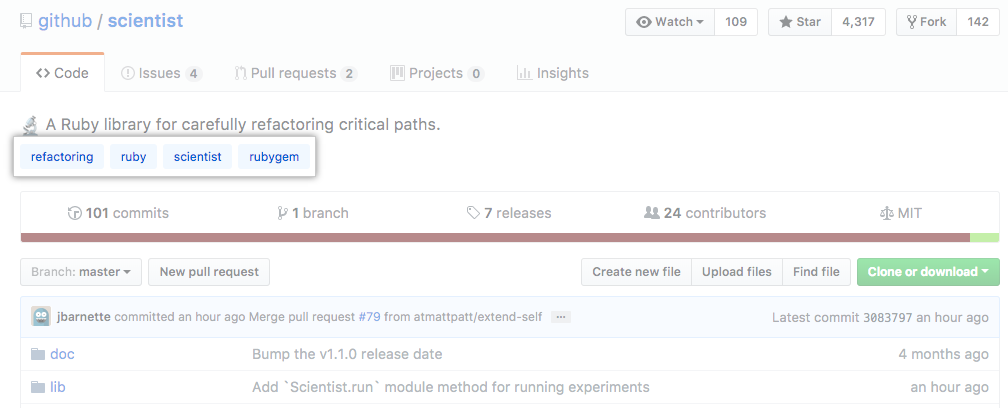 github / scientist Watch 109 Star 4,317 Fork 142
Code Issues 4 Pull requests 2 Projects 0 Insights
A Ruby library for carefully refactoring critical paths.
refactoring ruby scientist rubygem
101 commits 1 branch 7 releases 24 contributors MIT
Branch: master New pull request Create new file Upload files Find file Clone or download
jbarnette committed an hour ago Merge pull request #79 from atmattpatt/extend-self ... Latest commit 3083797 an hour ago
doc Bump the v1.1.0 release date 4 months ago
lib Add `Scientist.run` module method for running experiments an hour ago